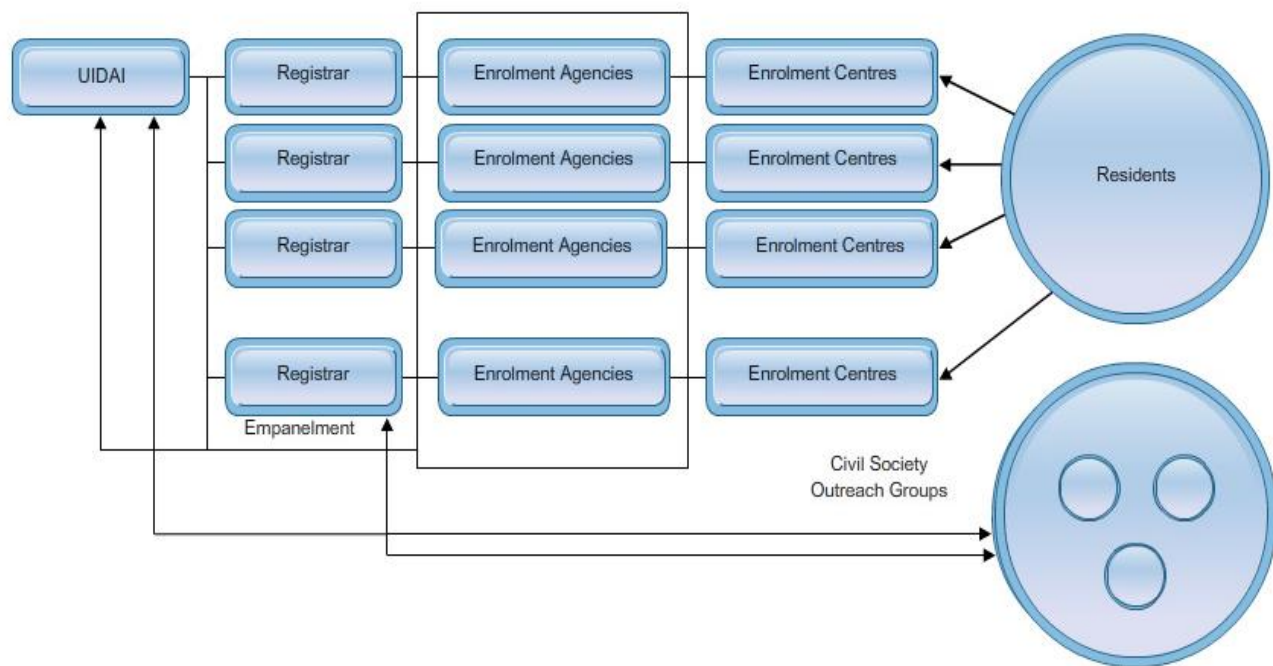 UIDAI
Registrar
Enrolment Agencies
Enrolment Centres
Registrar
Enrolment Agencies
Enrolment Centres
Residents
Registrar
Enrolment Agencies
Enrolment Centres
Registrar
Enrolment Agencies
Enrolment Centres
Empanelment
Civil Society
Outreach Groups